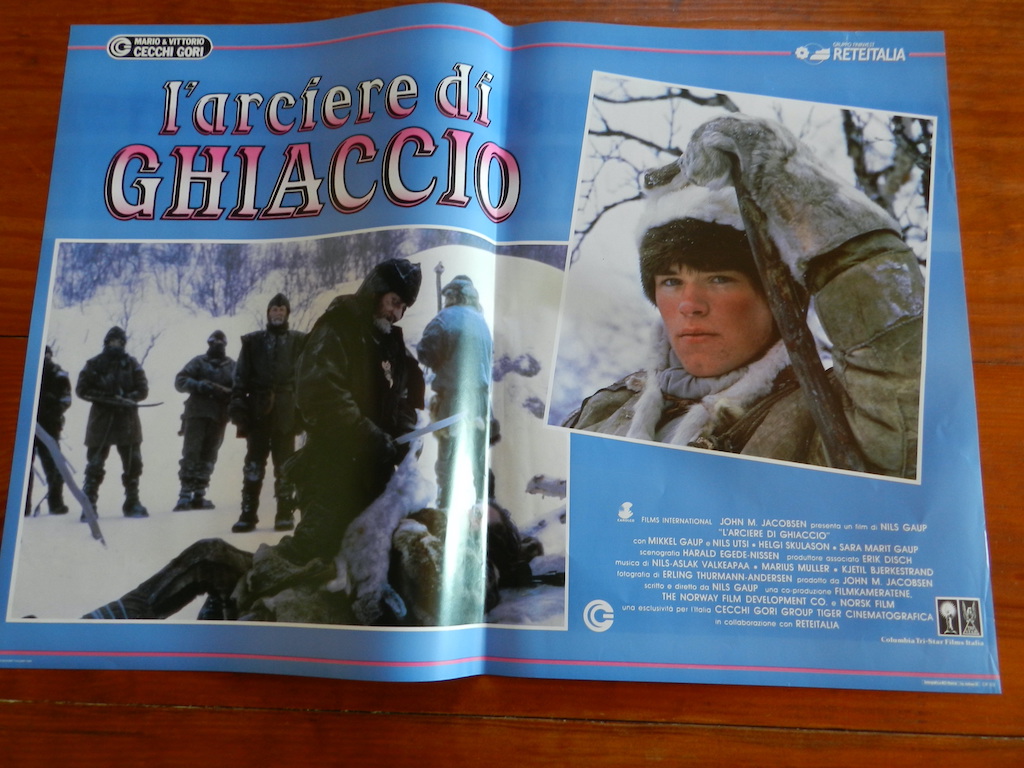 MARIO & VITTORIO
CECCHI GORI
GRUPPO FININVEST
RETEITALIA
l'arciere di
GHIACCIO
FILMS INTERNATIONAL JOHN M. JACOBSEN presenta un film di NILS GAUP
"L'ARCIERE DI GHIACCIO"
con MIKKEL GAUP e NILS UTSI • HELGI SKULASON • SARA MARIT GAUP
scenografia HARALD EGEDE-NISSEN produttore associato ERIK DISCH
musica di NILS-ASLAK VALKEAPAA • MARIUS MULLER • KJETIL BJERKESTRAND
fotografia di ERLING THURMANN-ANDERSEN prodotto da JOHN M. JACOBSEN
scritto e diretto da NILS GAUP una co-produzione FILMKAMERATENE,
THE NORWAY FILM DEVELOPMENT CO. e NORSK FILM
una esclusività per l'Italia CECCHI GORI GROUP TIGER CINEMATOGRAFICA
in collaborazione con RETEITALIA
Columbia Tri-Star Films Italia